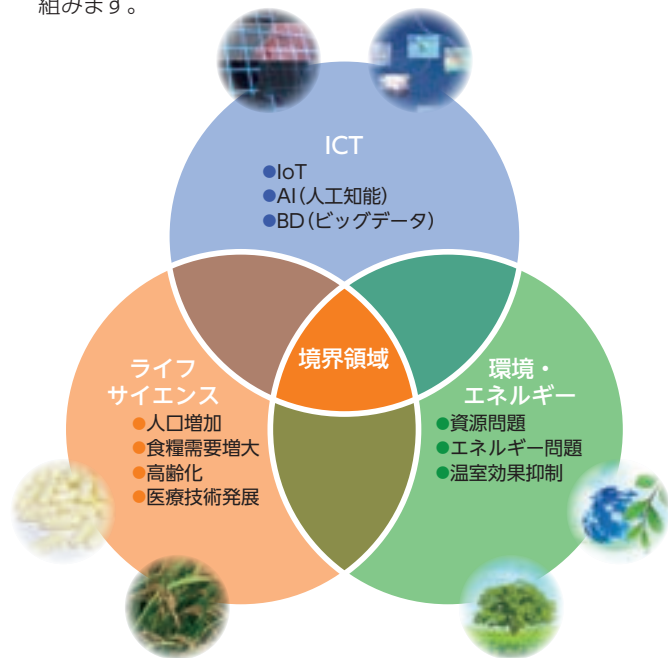 組みます。
ICT
●IoT
●AI(人工知能)
●BD(ビッグデータ)
境界領域
ライフ
サイエンス
●人口増加
●食糧需要増大
●高齢化
●医療技術発展
環境・
エネルギー
●資源問題
●エネルギー問題
●温室効果抑制